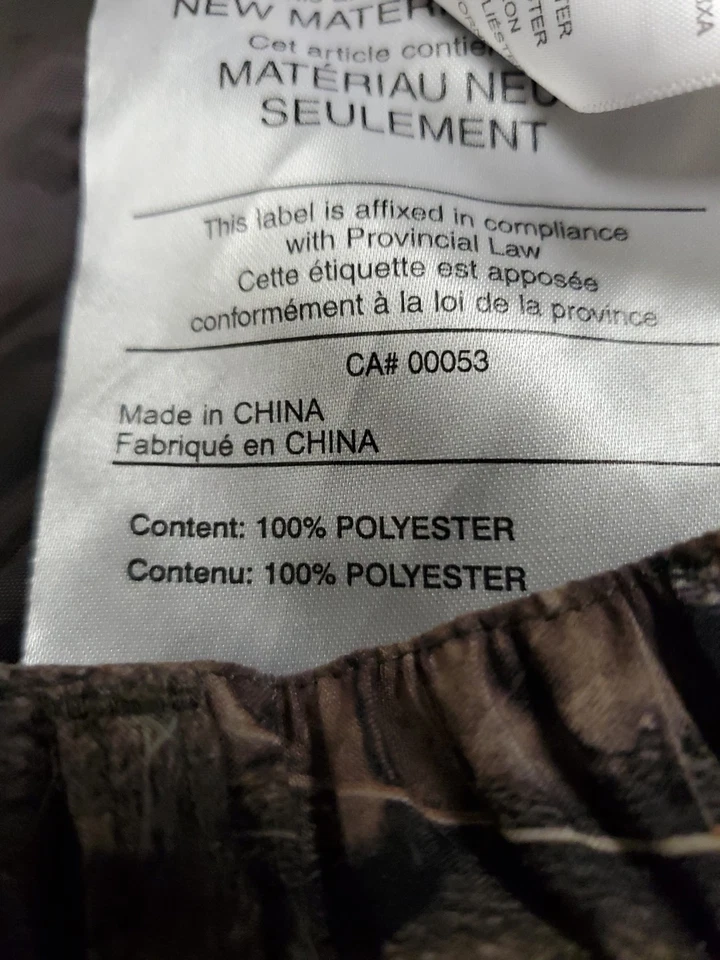 NEW MATER
Cet article contie
MATÉRIAU NEU
SEULEMENT
This label is affixed in compliance
with Provincial Law
Cette étiquette est apposée
conformément à la loi de la province
CA# 00053
Made in CHINA
Fabriqué en CHINA
Content: 100% POLYESTER
Contenu: 100% POLYESTER